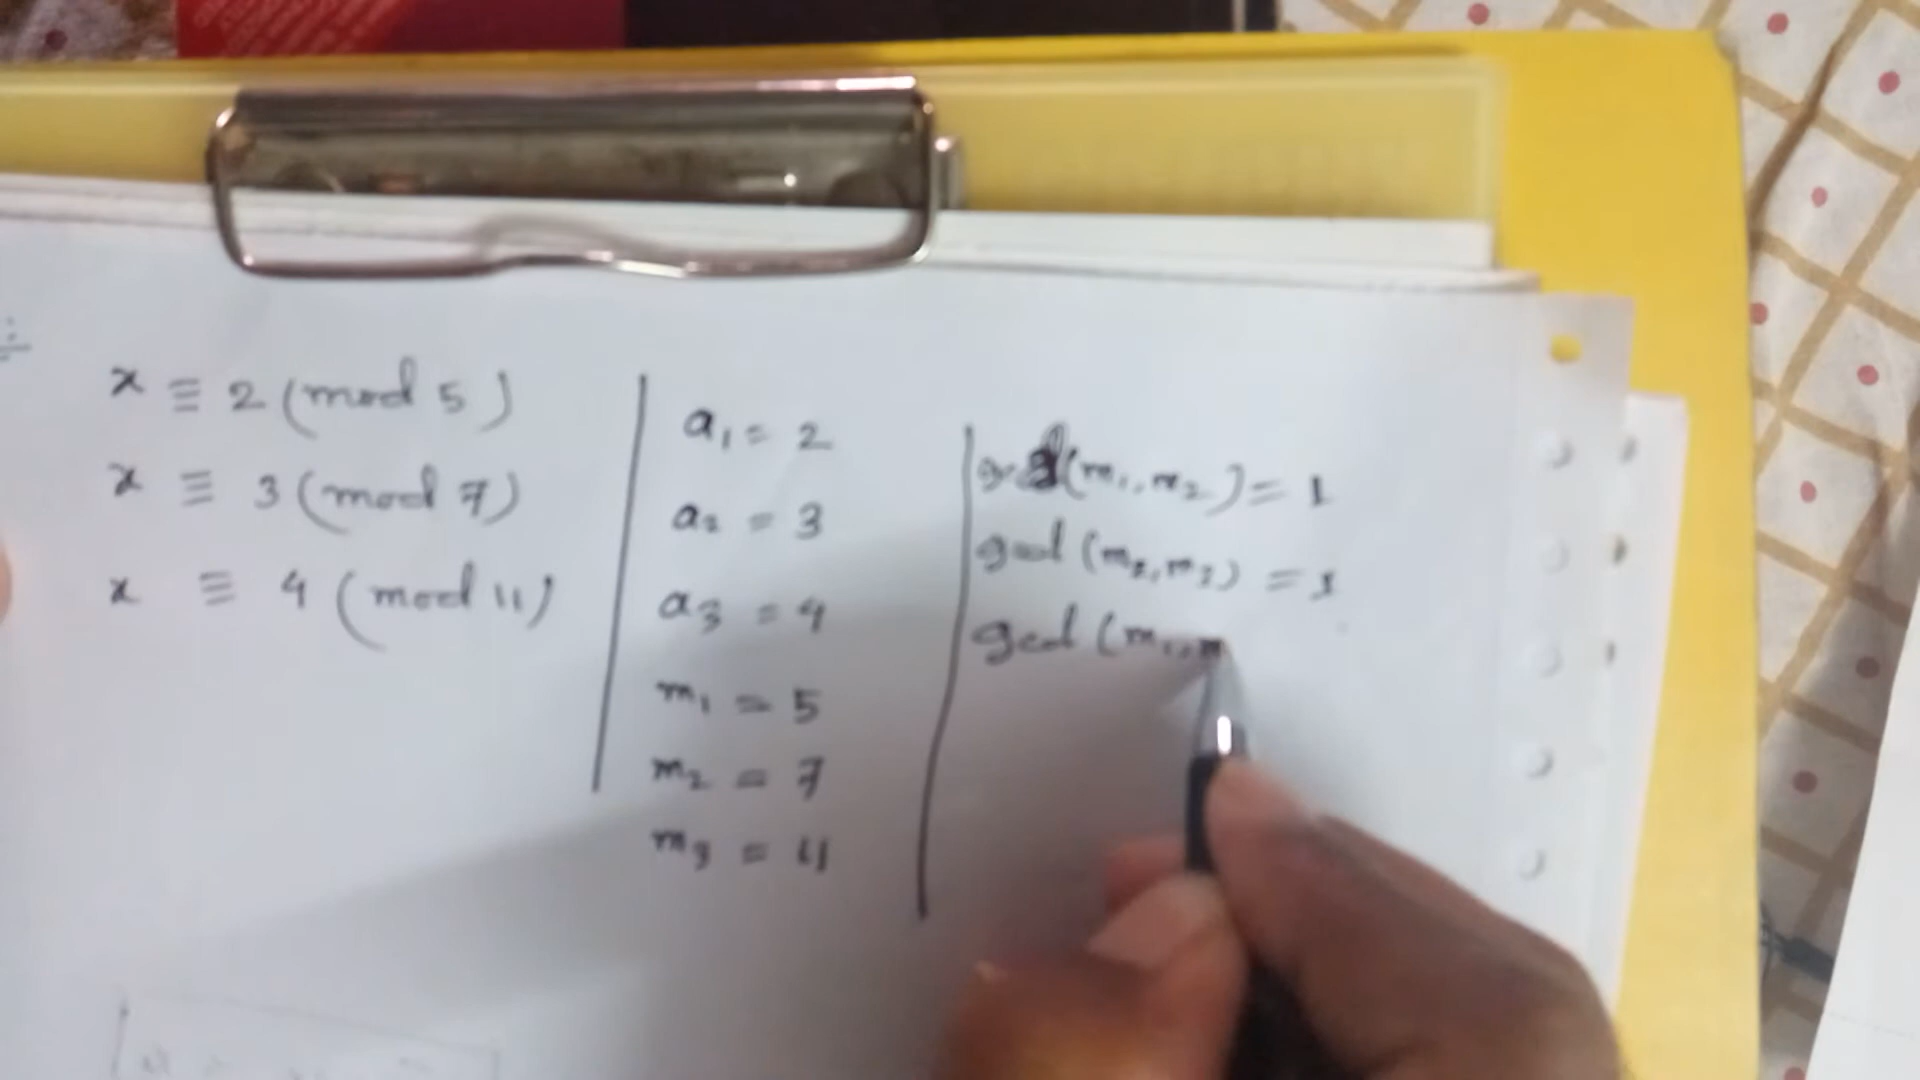 x ≡ 2 (mod 5)
x ≡ 3 (mod 7)
x ≡ 4 (mod 11)
a₁ = 2
a₂ = 3
a₃ = 4
m₁ = 5
m₂ = 7
m₃ = 11
(m₁, m₂) = 1
gcd (m₂, m₃) = 1
gcd (m₁, m